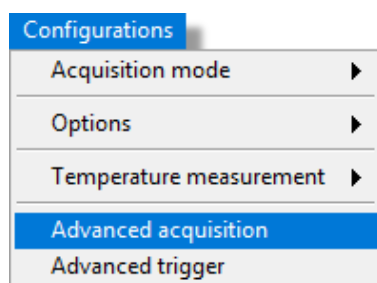 Configurations
Acquisition mode
Options
Temperature measurement
Advanced acquisition
Advanced trigger